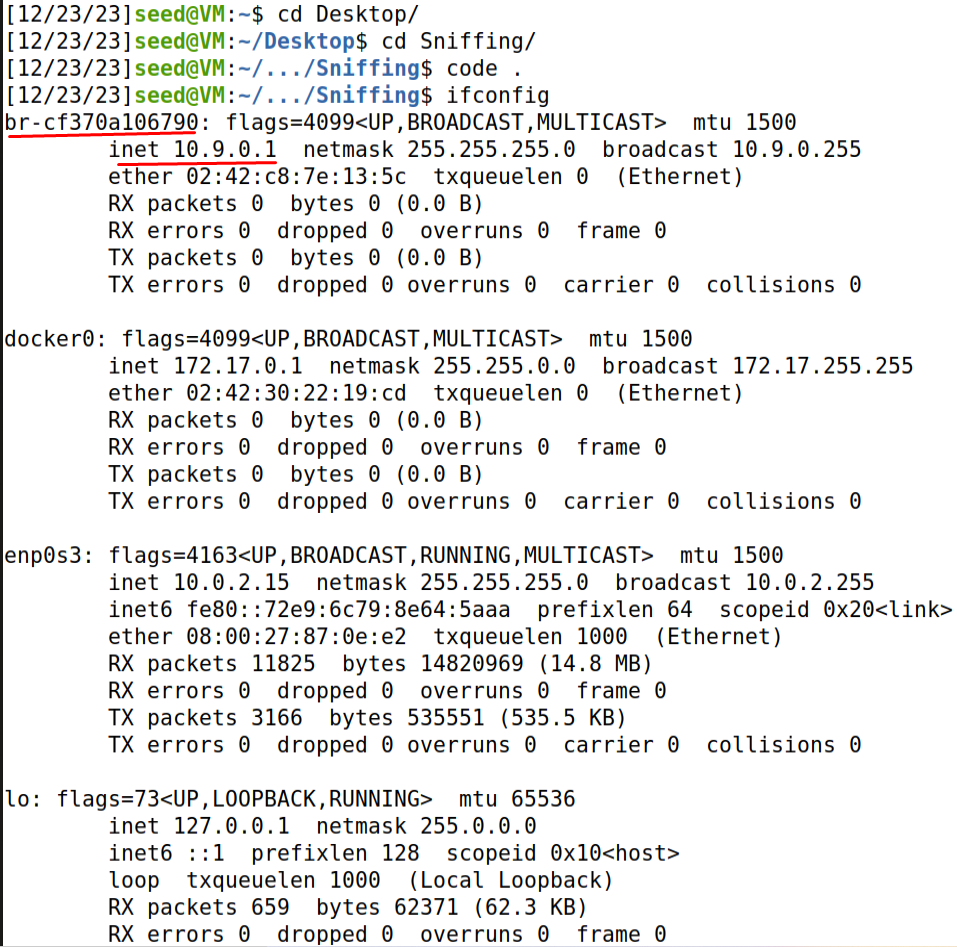 [12/23/23]seed@VM:~$ cd Desktop/
[12/23/23]seed@VM:~/Desktop$ cd Sniffing/
[12/23/23]seed@VM:~/.../Sniffing$ code .
[12/23/23]seed@VM:~/.../Sniffing$ ifconfig
br-cf370a106790: flags=4099<UP,BROADCAST,MULTICAST>  mtu 1500
        inet 10.9.0.1  netmask 255.255.255.0  broadcast 10.9.0.255
        ether 02:42:c8:7e:13:5c  txqueuelen 0  (Ethernet)
        RX packets 0  bytes 0 (0.0 B)
        RX errors 0  dropped 0  overruns 0  frame 0
        TX packets 0  bytes 0 (0.0 B)
        TX errors 0  dropped 0 overruns 0  carrier 0  collisions 0

docker0: flags=4099<UP,BROADCAST,MULTICAST>  mtu 1500
        inet 172.17.0.1  netmask 255.255.0.0  broadcast 172.17.255.255
        ether 02:42:30:22:19:cd  txqueuelen 0  (Ethernet)
        RX packets 0  bytes 0 (0.0 B)
        RX errors 0  dropped 0  overruns 0  frame 0
        TX packets 0  bytes 0 (0.0 B)
        TX errors 0  dropped 0 overruns 0  carrier 0  collisions 0

enp0s3: flags=4163<UP,BROADCAST,RUNNING,MULTICAST>  mtu 1500
        inet 10.0.2.15  netmask 255.255.255.0  broadcast 10.0.2.255
        inet6 fe80::72e9:6c79:8e64:5aaa  prefixlen 64  scopeid 0x20<link>
        ether 08:00:27:87:0e:e2  txqueuelen 1000  (Ethernet)
        RX packets 11825  bytes 14820969 (14.8 MB)
        RX errors 0  dropped 0  overruns 0  frame 0
        TX packets 3166  bytes 535551 (535.5 KB)
        TX errors 0  dropped 0 overruns 0  carrier 0  collisions 0

lo: flags=73<UP,LOOPBACK,RUNNING>  mtu 65536
        inet 127.0.0.1  netmask 255.0.0.0
        inet6 ::1  prefixlen 128  scopeid 0x10<host>
        loop  txqueuelen 1000  (Local Loopback)
        RX packets 659  bytes 62371 (62.3 KB)
        RX errors 0  dropped 0  overruns 0  frame 0